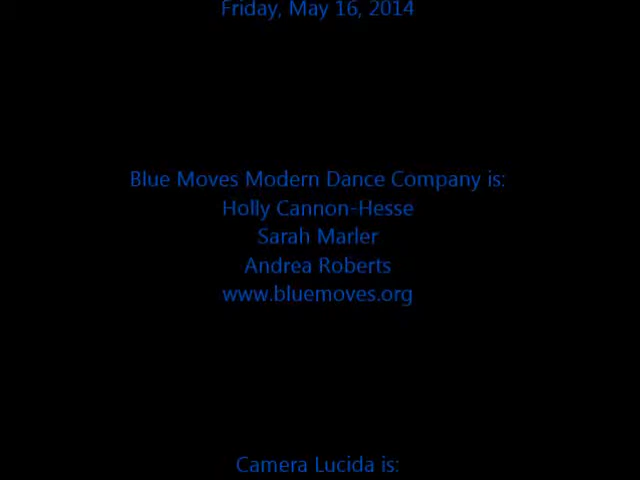 Friday, May 16, 2014
Blue Moves Modern Dance Company is:
Holly Cannon-Hesse
Sarah Marler
Andrea Roberts
www.bluemoves.org
Camera Lucida is: